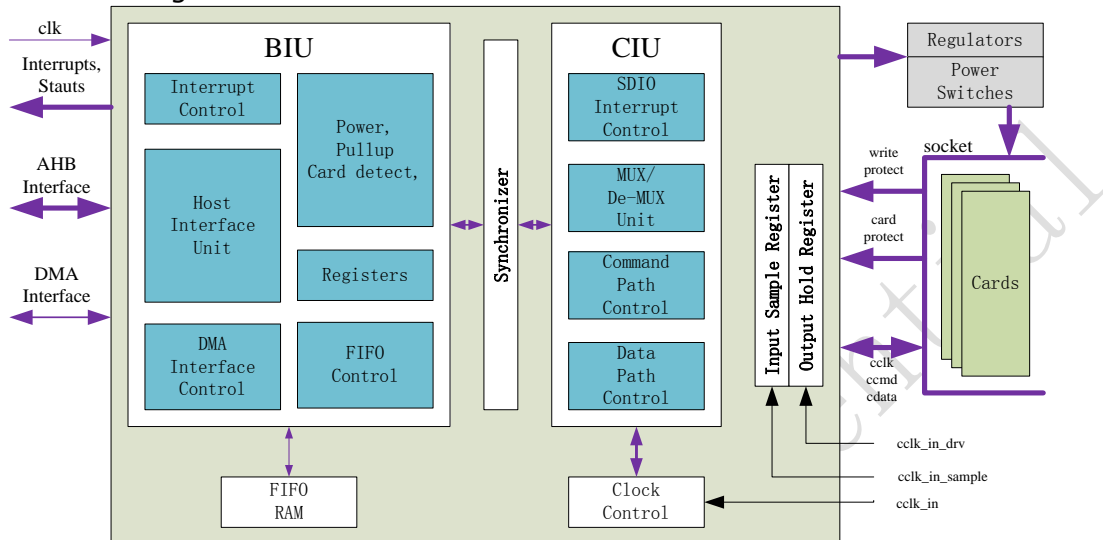 clk
Interrupts,
Stauts
AHB
Interface
DMA
Interface
BIU
Interrupt
Control
Power,
Pullup
Card detect,
Host
Interface
Unit
Registers
DMA
Interface
Control
FIFO
Control
Synchronizer
CIU
SDIO
Interrupt
Control
MUX/
De-MUX
Unit
Command
Path
Control
Data
Path
Control
Input Sample Register
Output Hold Register
FIFO
RAM
Clock
Control
Regulators
Power
Switches
socket
write
protect
card
protect
Cards
cclk
ccmd
cdata
cclk_in_drv
cclk_in_sample
cclk_in
ential